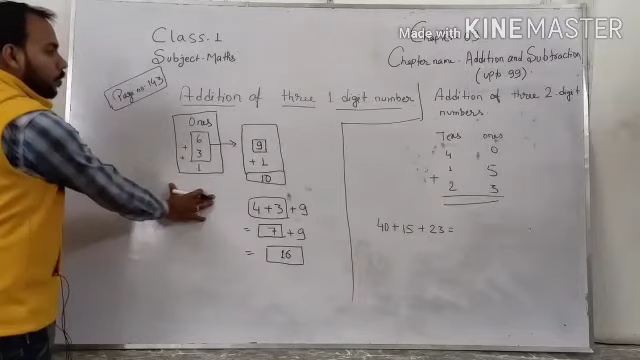 Class.1
Subject.Maths
Page no 143
Made with KINEMASTER
Chapter name. Addition and Subtraction
(upto 99).
Addition of three 1 digit number
Ones
6
+ 3
+ 1
9
+ 1
10
4+3 +9
= 7 +9
= 16
Addition of three 2 digit
numbers.
Tens ones
4 0
1 5
+ 2 3
40+15+23=